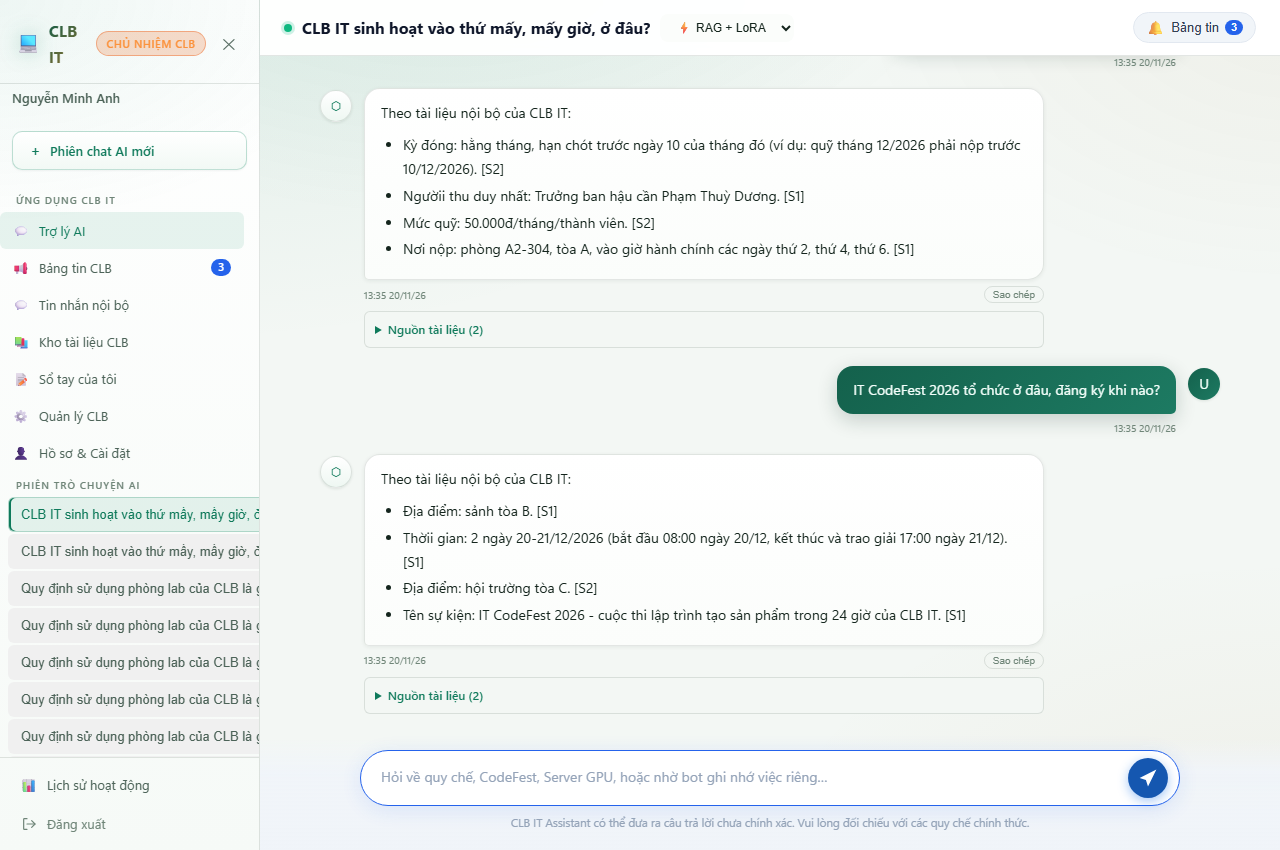 CLB IT
CHỦ NHIỆM CLB
Nguyễn Minh Anh
+ Phiên chat AI mới
ỨNG DỤNG CLB IT
Trợ lý AI
Bảng tin CLB
3
Tin nhắn nội bộ
Kho tài liệu CLB
Sổ tay của tôi
Quản lý CLB
Hồ sơ & Cài đặt
PHIÊN TRÒ CHUYỆN AI
CLB IT sinh hoạt vào thứ mấy, mấy giờ, ở
CLB IT sinh hoạt vào thứ mấy, mấy giờ, ở
Quy định sử dụng phòng lab của CLB là g
Quy định sử dụng phòng lab của CLB là g
Quy định sử dụng phòng lab của CLB là g
Quy định sử dụng phòng lab của CLB là g
Quy định sử dụng phòng lab của CLB là g
Lịch sử hoạt động
Đăng xuất
CLB IT sinh hoạt vào thứ mấy, mấy giờ, ở đâu?
RAG + LoRA
Bảng tin 3
13:35 20/11/26
Theo tài liệu nội bộ của CLB IT:
Kỳ đóng: hằng tháng, hạn chót trước ngày 10 của tháng đó (ví dụ: quỹ tháng 12/2026 phải nộp trước
10/12/2026). [S2]
Ngườii thu duy nhất: Trưởng ban hậu cần Phạm Thuỳ Dương. [S1]
Mức quỹ: 50.000đ/tháng/thành viên. [S2]
Nơi nộp: phòng A2-304, tòa A, vào giờ hành chính các ngày thứ 2, thứ 4, thứ 6. [S1]
13:35 20/11/26
Sao chép
Nguồn tài liệu (2)
IT CodeFest 2026 tổ chức ở đâu, đăng ký khi nào?
U
13:35 20/11/26
Theo tài liệu nội bộ của CLB IT:
Địa điểm: sảnh tòa B. [S1]
Thờii gian: 2 ngày 20-21/12/2026 (bắt đầu 08:00 ngày 20/12, kết thúc và trao giải 17:00 ngày 21/12).
[S1]
Địa điểm: hội trường tòa C. [S2]
Tên sự kiện: IT CodeFest 2026 - cuộc thi lập trình tạo sản phẩm trong 24 giờ của CLB IT. [S1]
13:35 20/11/26
Sao chép
Nguồn tài liệu (2)
Hỏi về quy chế, CodeFest, Server GPU, hoặc nhờ bot ghi nhớ việc riêng...
CLB IT Assistant có thể đưa ra câu trả lời chưa chính xác. Vui lòng đối chiếu với các quy chế chính thức.